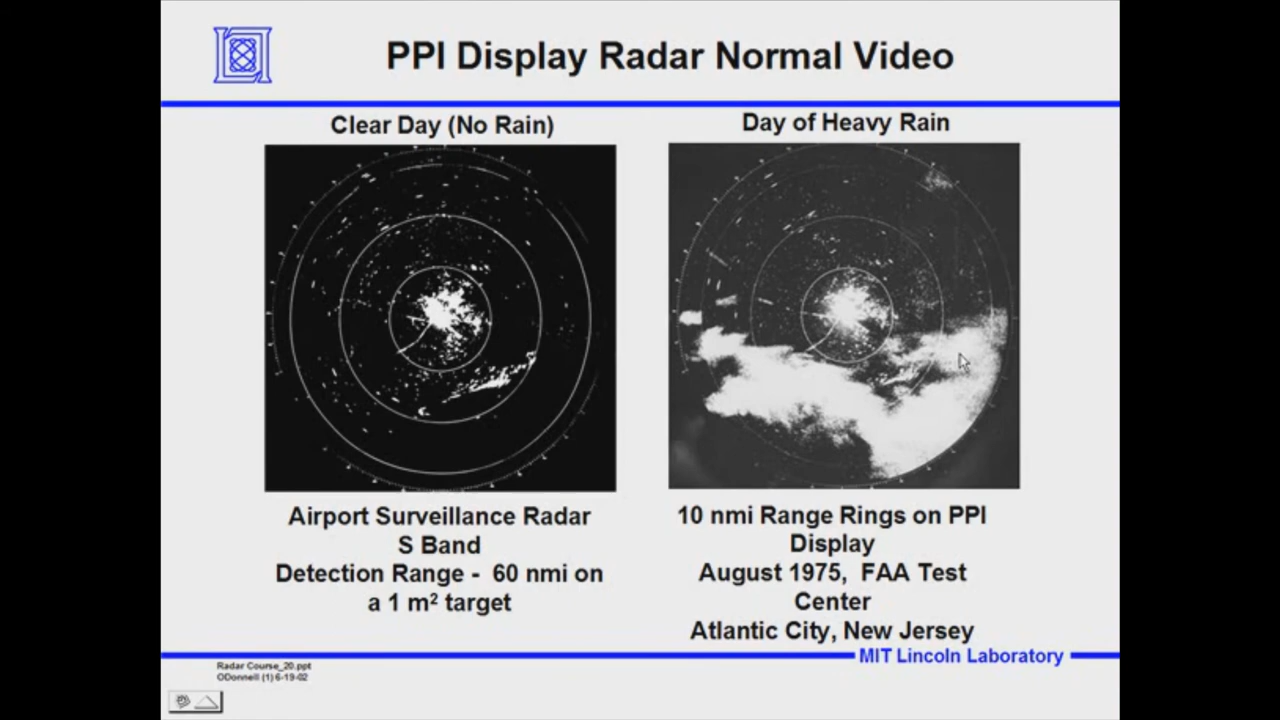 PPI Display Radar Normal Video
Clear Day (No Rain)
Day of Heavy Rain
Airport Surveillance Radar
S Band
Detection Range - 60 nmi on
a 1 m² target
10 nmi Range Rings on PPI
Display
August 1975, FAA Test
Center
Atlantic City, New Jersey
MIT Lincoln Laboratory
Radar Course_20.ppt
ODonnell (1) 6-19-02